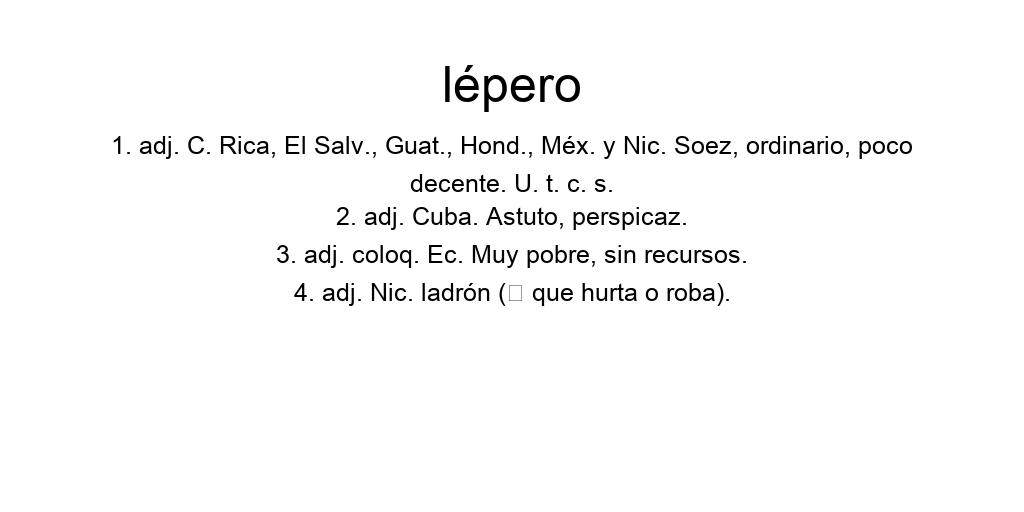 lépero
1. adj. C. Rica, El Salv., Guat., Hond., Méx. y Nic. Soez, ordinario, poco
decente. U. t. c. s.
2. adj. Cuba. Astuto, perspicaz.
3. adj. coloq. Ec. Muy pobre, sin recursos.
4. adj. Nic. ladrón (▯ que hurta o roba).